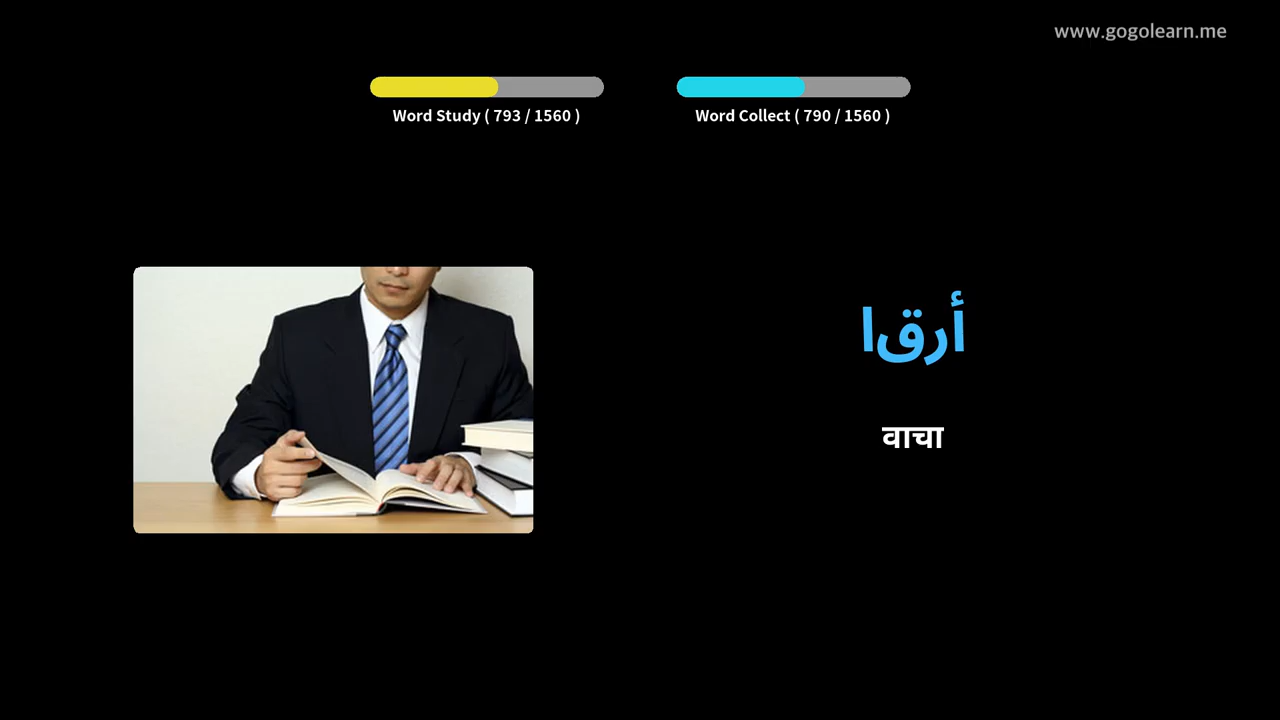 www.gogolearn.me
Word Study ( 793 / 1560 )
Word Collect ( 790 / 1560 )
أرقا
वाचा